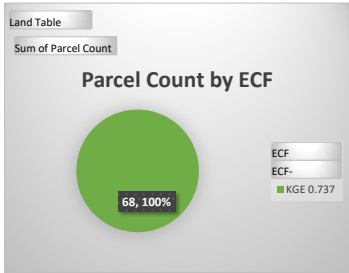 Land Table
Sum of Parcel Count
Parcel Count by ECF
68, 100%
ECF
ECF-
KGE 0.737